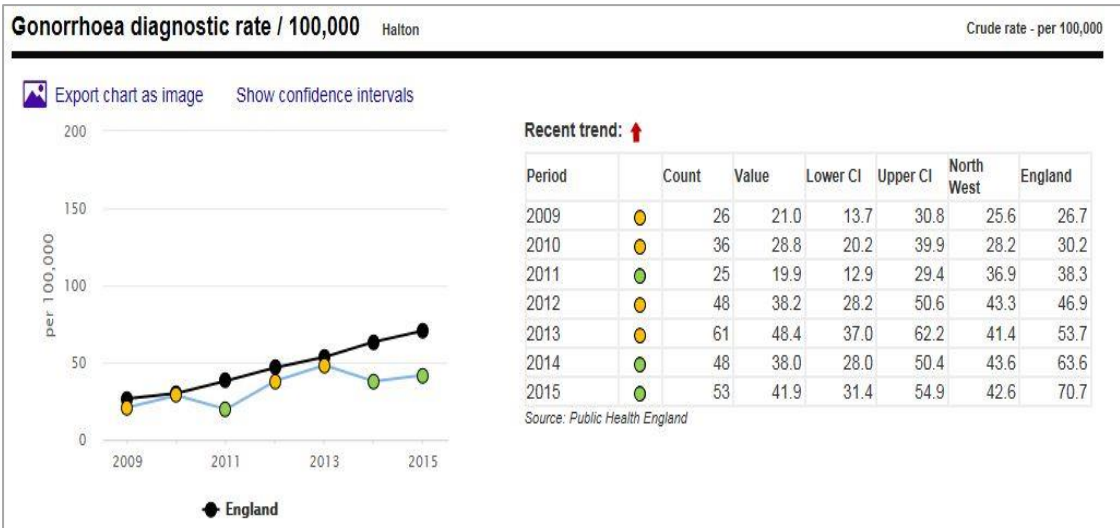 Gonorrhoea diagnostic rate / 100,000 Halton Crude rate - per 100,000
Export chart as image Show confidence intervals
200
150
100
50
0
per 100,000
2009 2011 2013 2015
England
Recent trend:
Period Count Value Lower CI Upper CI North West England
2009 26 21.0 13.7 30.8 25.6 26.7
2010 36 28.8 20.2 39.9 28.2 30.2
2011 25 19.9 12.9 29.4 36.9 38.3
2012 48 38.2 28.2 50.6 43.3 46.9
2013 61 48.4 37.0 62.2 41.4 53.7
2014 48 38.0 28.0 50.4 43.6 63.6
2015 53 41.9 31.4 54.9 42.6 70.7
Source: Public Health England